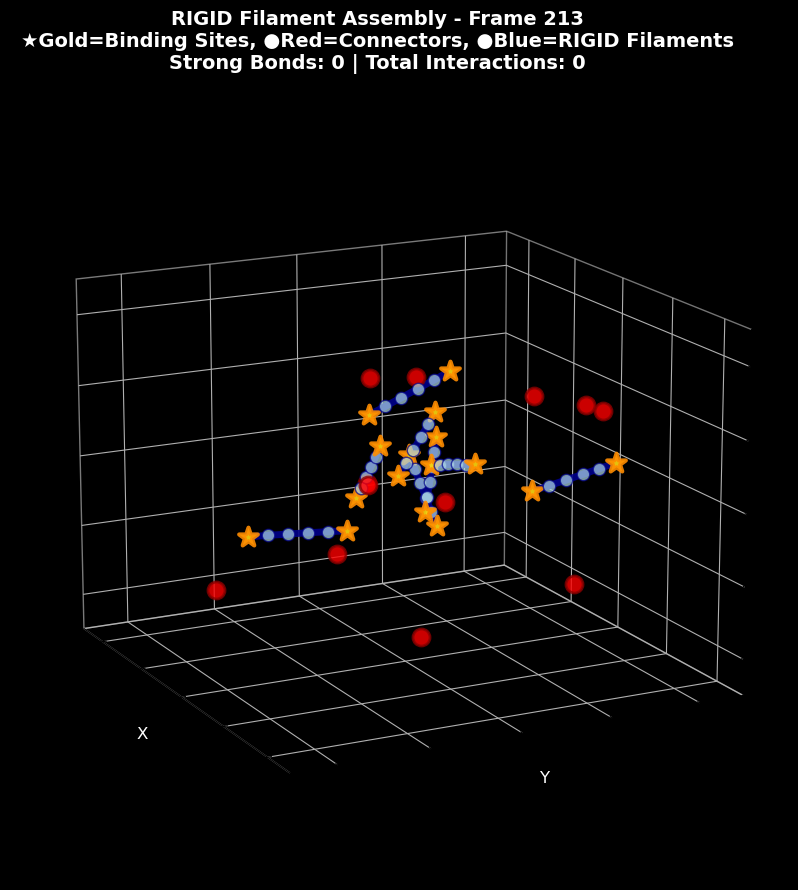 RIGID Filament Assembly - Frame 213
★Gold=Binding Sites, ●Red=Connectors, ●Blue=RIGID Filaments
Strong Bonds: 0 | Total Interactions: 0
X
Y